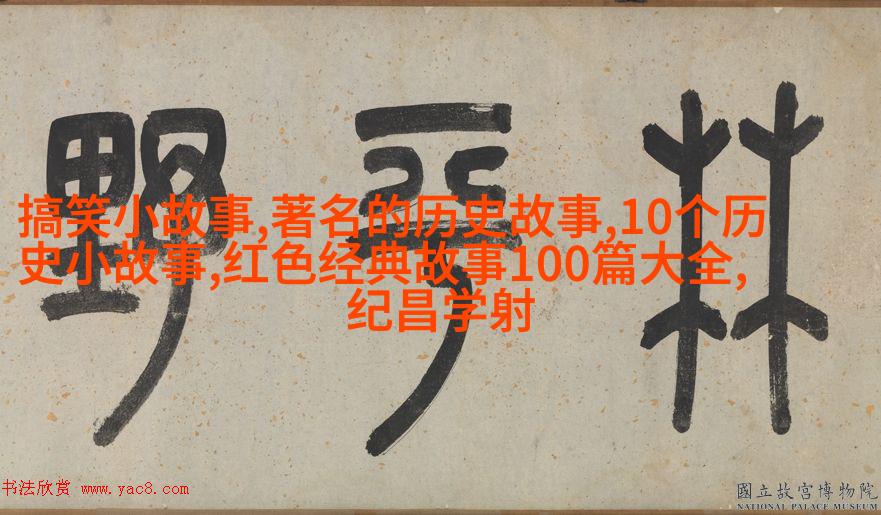 林平野
搞笑小故事,著名的历史故事,10个历
史小故事,红色经典故事100篇大全,
纪昌学射
书法欣赏 www.yac8.com
國立故宮博物院
NATIONAL PALACE MUSEUM